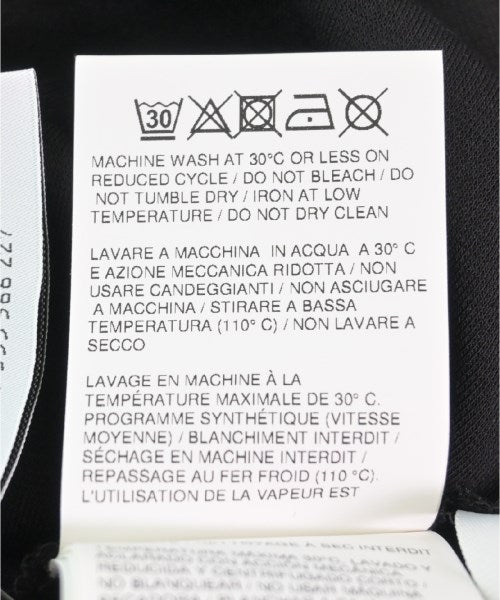 30
MACHINE WASH AT 30°C OR LESS ON
REDUCED CYCLE / DO NOT BLEACH / DO
NOT TUMBLE DRY / IRON AT LOW
TEMPERATURE / DO NOT DRY CLEAN
LAVARE A MACCHINA IN ACQUA A 30° C
E AZIONE MECCANICA RIDOTTA / NON
USARE CANDEGGIANTI / NON ASCIUGARE
A MACCHINA / STIRARE A BASSA
TEMPERATURA (110° C) / NON LAVARE A
SECCO
LAVAGE EN MACHINE À LA
TEMPÉRATURE MAXIMALE DE 30° C.
PROGRAMME SYNTHÉTIQUE (VITESSE
MOYENNE) / BLANCHIMENT INTERDIT /
SÉCHAGE EN MACHINE INTERDIT /
REPASSAGE AU FER FROID (110 °C).
L'UTILISATION DE LA VAPEUR EST